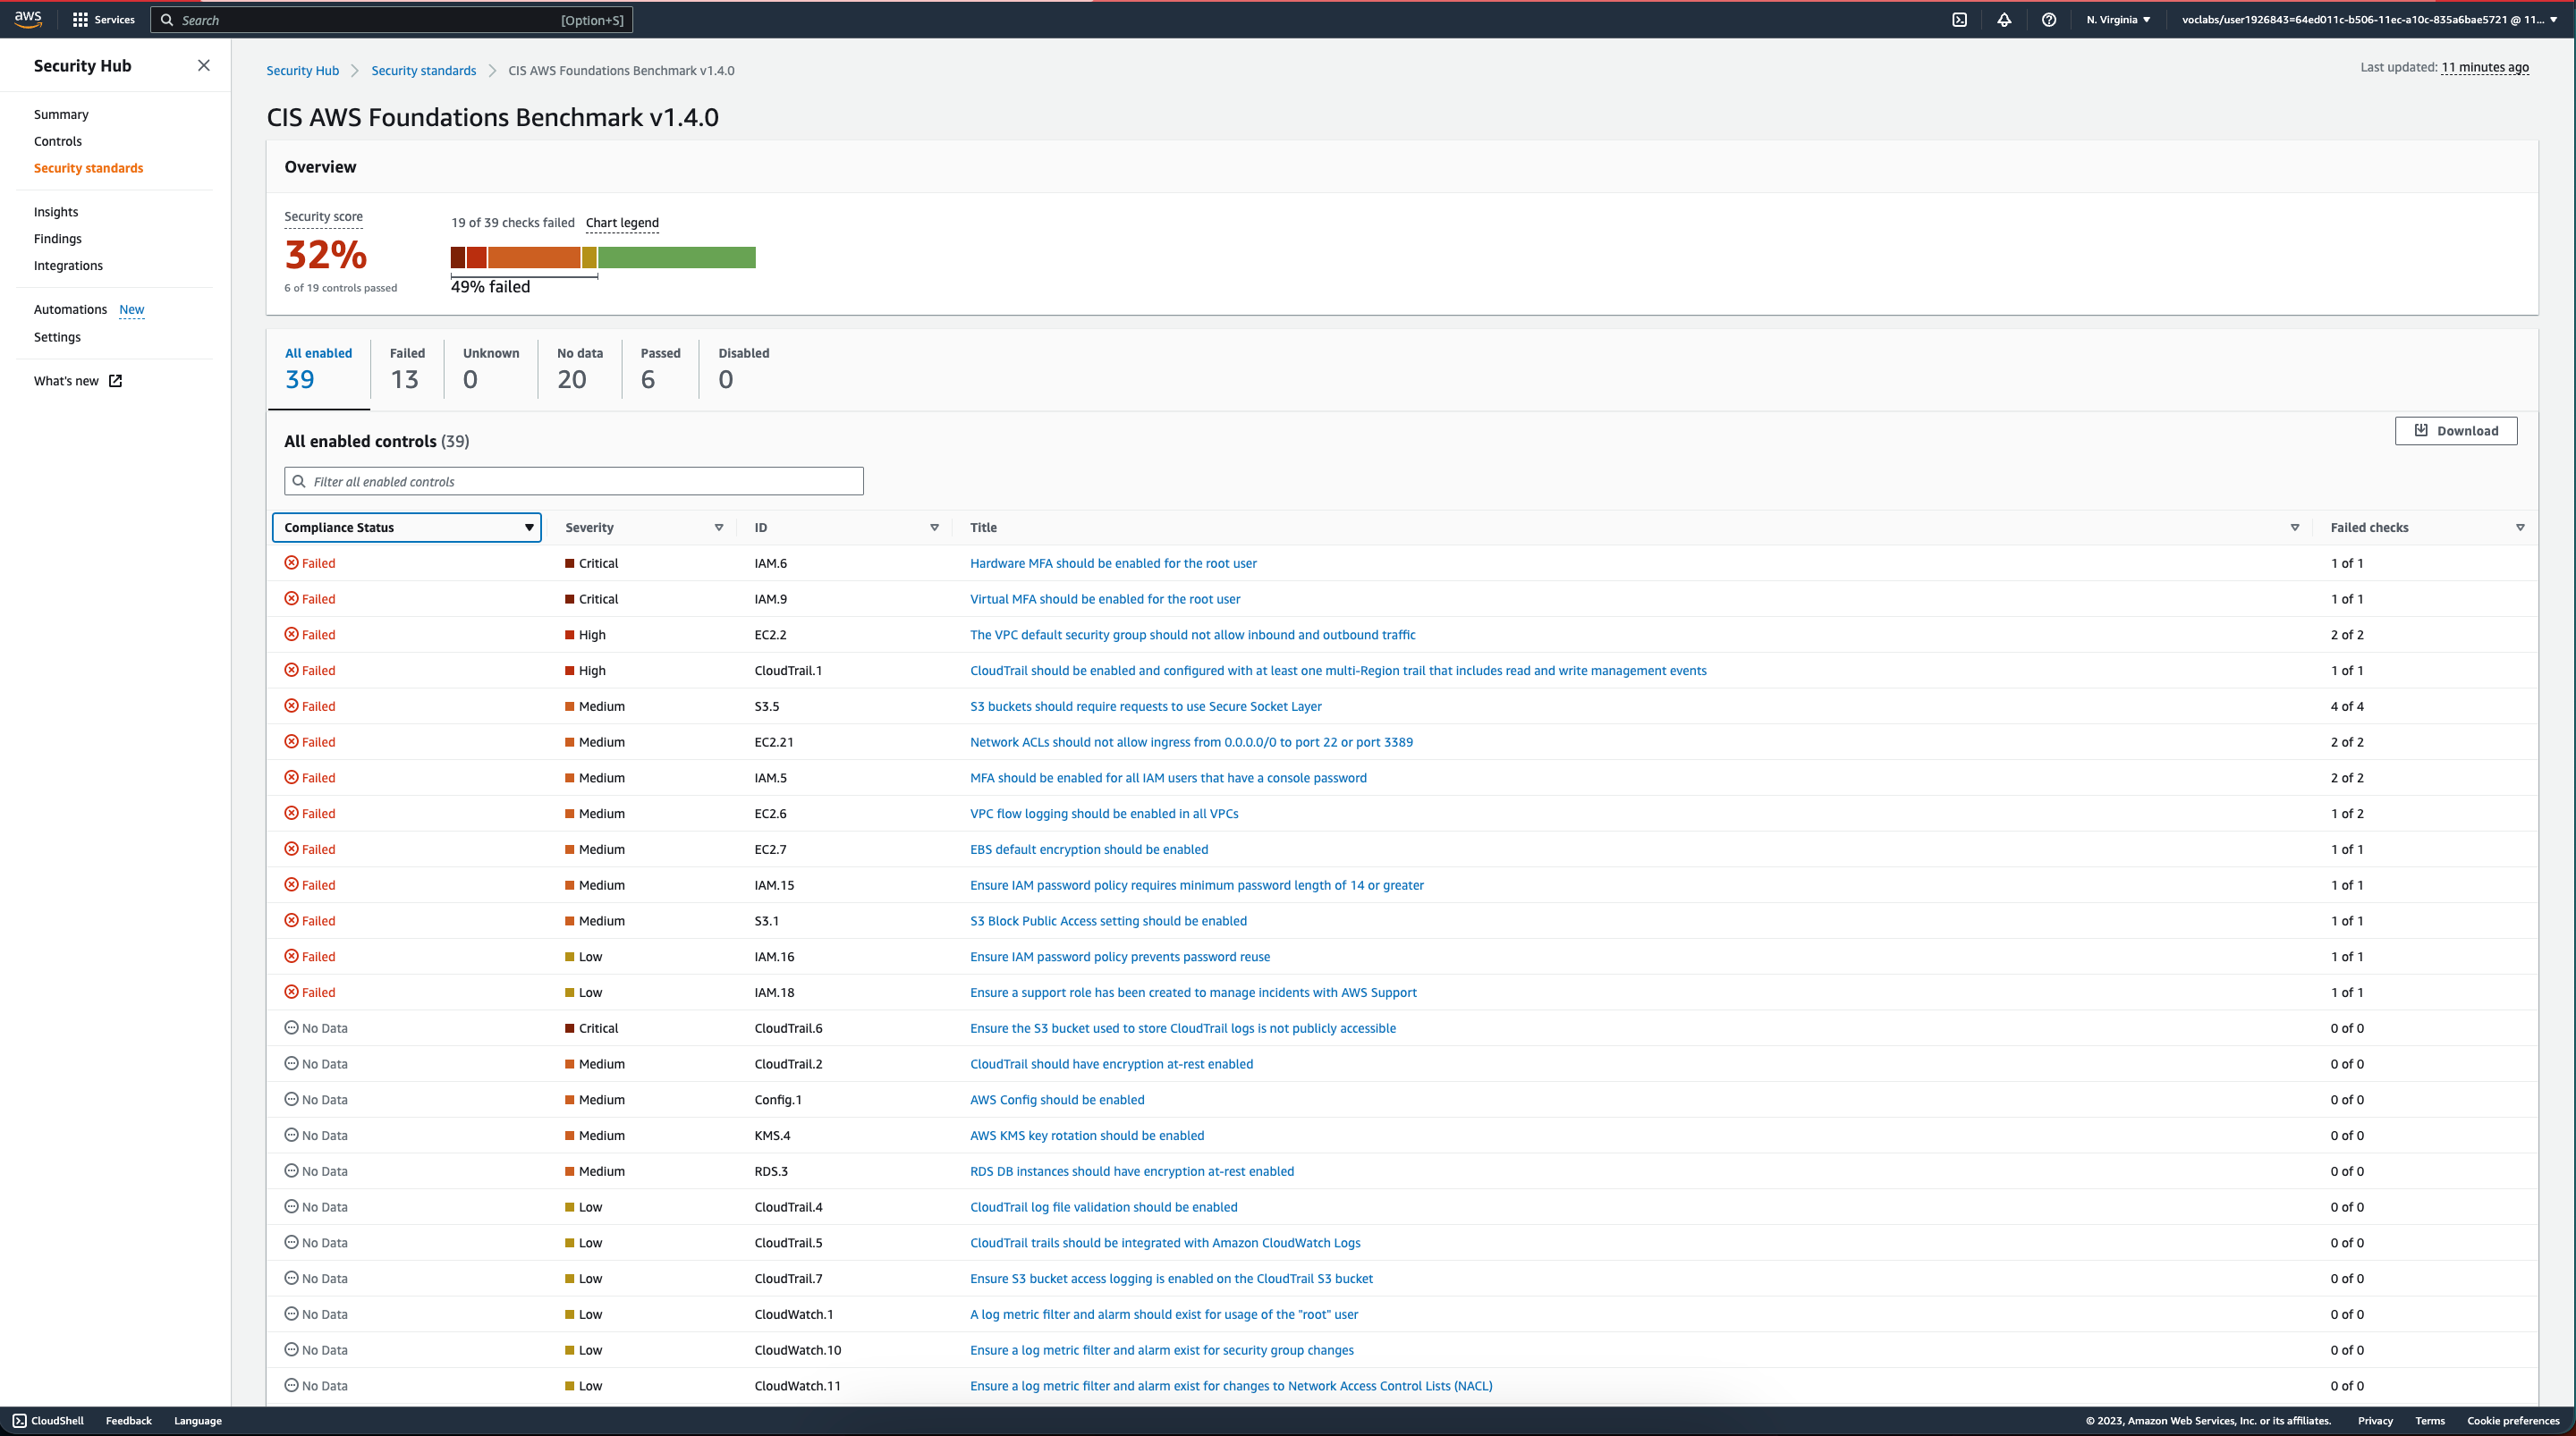 aws Services Search [Option+S] N. Virginia voclabs/user1926843=64ed011c-b506-11ec-a10c-835a6bae5721 @ 11...
Security Hub
Summary
Controls
Security standards
Insights
Findings
Integrations
Automations New
Settings
What's new
Security Hub Security standards CIS AWS Foundations Benchmark v1.4.0
Last updated: 11 minutes ago
CIS AWS Foundations Benchmark v1.4.0
Overview
Security score
32%
6 of 19 controls passed
19 of 39 checks failed Chart legend
49% failed
All enabled 39
Failed 13
Unknown 0
No data 20
Passed 6
Disabled 0
All enabled controls (39)
Download
Filter all enabled controls
Compliance Status Severity ID Title Failed checks
Failed Critical IAM.6 Hardware MFA should be enabled for the root user 1 of 1
Failed Critical IAM.9 Virtual MFA should be enabled for the root user 1 of 1
Failed High EC2.2 The VPC default security group should not allow inbound and outbound traffic 2 of 2
Failed High CloudTrail.1 CloudTrail should be enabled and configured with at least one multi-Region trail that includes read and write management events 1 of 1
Failed Medium S3.5 S3 buckets should require requests to use Secure Socket Layer 4 of 4
Failed Medium EC2.21 Network ACLs should not allow ingress from 0.0.0.0/0 to port 22 or port 3389 2 of 2
Failed Medium IAM.5 MFA should be enabled for all IAM users that have a console password 2 of 2
Failed Medium EC2.6 VPC flow logging should be enabled in all VPCs 1 of 2
Failed Medium EC2.7 EBS default encryption should be enabled 1 of 1
Failed Medium IAM.15 Ensure IAM password policy requires minimum password length of 14 or greater 1 of 1
Failed Medium S3.1 S3 Block Public Access setting should be enabled 1 of 1
Failed Low IAM.16 Ensure IAM password policy prevents password reuse 1 of 1
Failed Low IAM.18 Ensure a support role has been created to manage incidents with AWS Support 1 of 1
No Data Critical CloudTrail.6 Ensure the S3 bucket used to store CloudTrail logs is not publicly accessible 0 of 0
No Data Medium CloudTrail.2 CloudTrail should have encryption at-rest enabled 0 of 0
No Data Medium Config.1 AWS Config should be enabled 0 of 0
No Data Medium KMS.4 AWS KMS key rotation should be enabled 0 of 0
No Data Medium RDS.3 RDS DB instances should have encryption at-rest enabled 0 of 0
No Data Low CloudTrail.4 CloudTrail log file validation should be enabled 0 of 0
No Data Low CloudTrail.5 CloudTrail trails should be integrated with Amazon CloudWatch Logs 0 of 0
No Data Low CloudTrail.7 Ensure S3 bucket access logging is enabled on the CloudTrail S3 bucket 0 of 0
No Data Low CloudWatch.1 A log metric filter and alarm should exist for usage of the "root" user 0 of 0
No Data Low CloudWatch.10 Ensure a log metric filter and alarm exist for security group changes 0 of 0
No Data Low CloudWatch.11 Ensure a log metric filter and alarm exist for changes to Network Access Control Lists (NACL) 0 of 0
CloudShell Feedback Language © 2023, Amazon Web Services, Inc. or its affiliates. Privacy Terms Cookie preferences